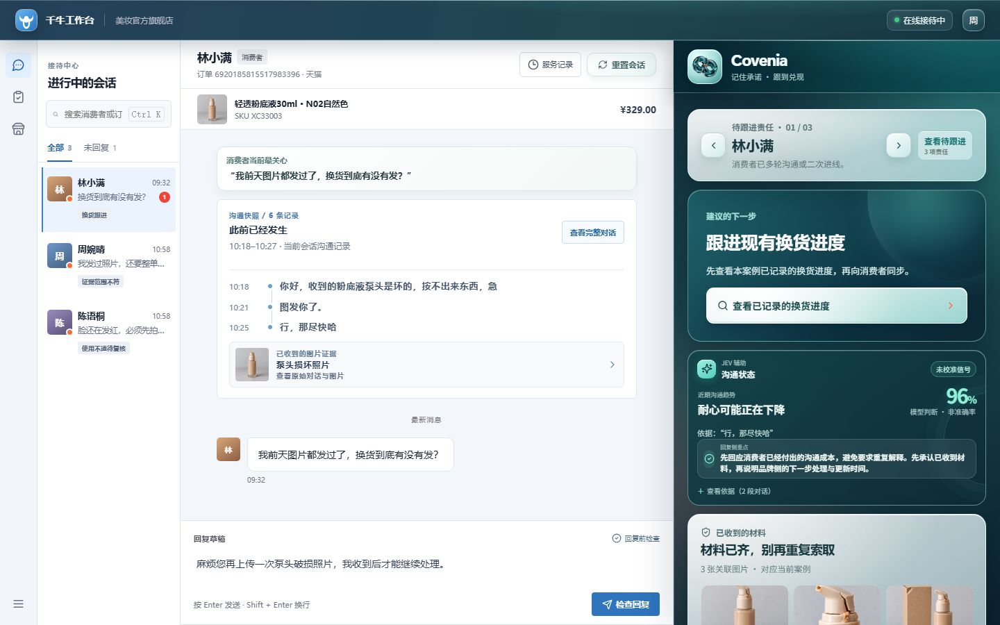 千牛工作台
美妆官方旗舰店
在线接待中
周
接待中心
进行中的会话
搜索消费者或订
Ctrl K
全部 3
未回复 1
林
林小满
09:32
换货到底有没有发?
1
换货跟进
周
周婉晴
10:58
我发过照片，还要整单...
证据范围不符
陈
陈语桐
10:58
脸还在发红，必须先拍...
使用不适待复核
林小满
消费者
订单 6920185815517983396 · 天猫
服务记录
重置会话
轻透粉底液30ml • N02自然色
SKU XC33003
¥329.00
消费者当前最关心
“我前天图片都发过了，换货到底有没有发？”
沟通快照 / 6 条记录
此前已经发生
10:18–10:27 · 当前会话沟通记录
查看完整对话
10:18
你好，收到的粉底液泵头是坏的，按不出来东西，急
10:21
图发你了。
10:25
行，那尽快哈
已收到的图片证据
泵头损坏照片
查看原始对话与图片
最新消息
林
我前天图片都发过了，换货到底有没有发？
09:32
回复草稿
回复前检查
麻烦您再上传一次泵头破损照片，我收到后才能继续处理。
按 Enter 发送 · Shift + Enter 换行
检查回复
Covenia
记住承诺 • 跟到兑现
待跟进责任 • 01 / 03
林小满
消费者已多轮沟通或二次进线。
查看待跟进
3 项责任
建议的下一步
跟进现有换货进度
先查看本案例已记录的换货进度，再向消费者同步。
查看已记录的换货进度
JEV 辅助
沟通状态
未校准信号
近期沟通趋势
耐心可能正在下降
96%
模型判断 • 非准确率
依据：“行，那尽快哈”
回复侧重点
先回应消费者已经付出的沟通成本，避免要求重复解释。先承认已收到材
料，再说明品牌侧的下一步处理与更新时间。
查看依据（2 段对话）
已收到的材料
材料已齐，别再重复索取
3 张关联图片 • 对应当前案例